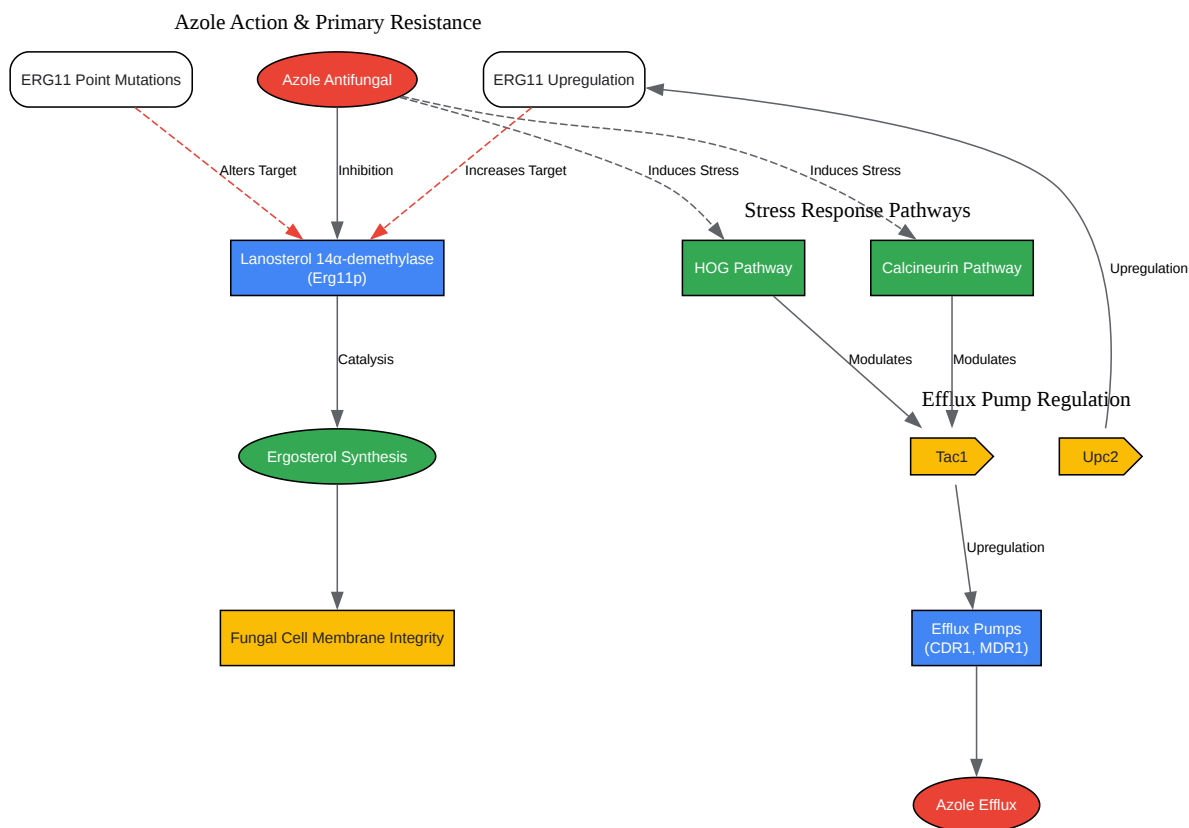 Azole Action & Primary Resistance
ERG11 Point Mutations
Azole Antifungal
ERG11 Upregulation
Alters Target
Inhibition
Increases Target
Induces Stress
Induces Stress
Stress Response Pathways
Lanosterol 14α-demethylase
(Erg11p)
HOG Pathway
Calcineurin Pathway
Upregulation
Catalysis
Modulates
Modulates
Efflux Pump Regulation
Ergosterol Synthesis
Tac1
Upc2
Upregulation
Fungal Cell Membrane Integrity
Efflux Pumps
(CDR1, MDR1)
Azole Efflux